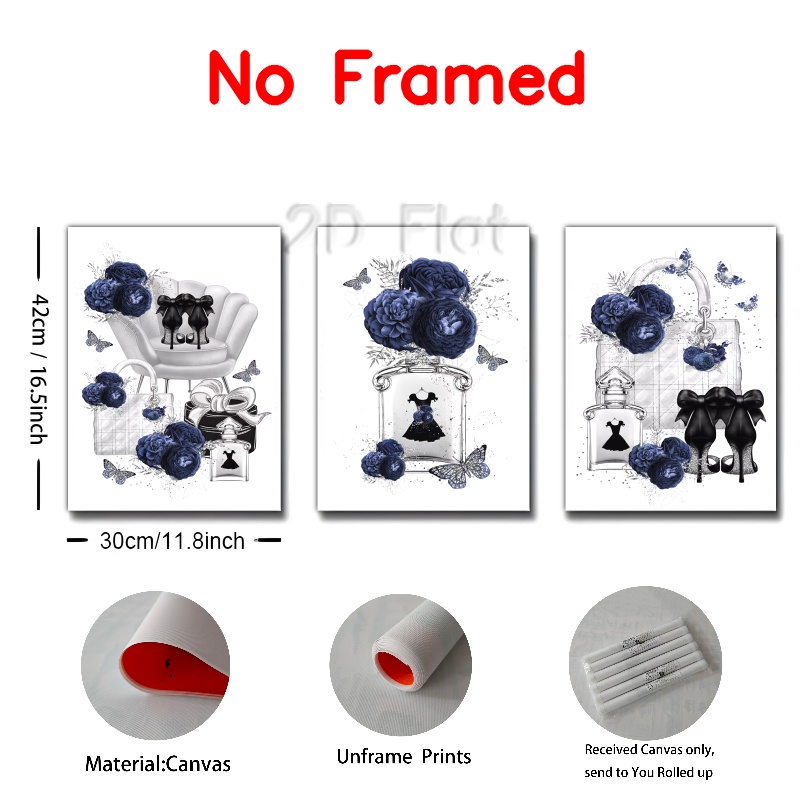 No Framed
2D Flat
42cm / 16.5inch
30cm/11.8inch
Material:Canvas
Unframe Prints
Received Canvas only,
send to You Rolled up